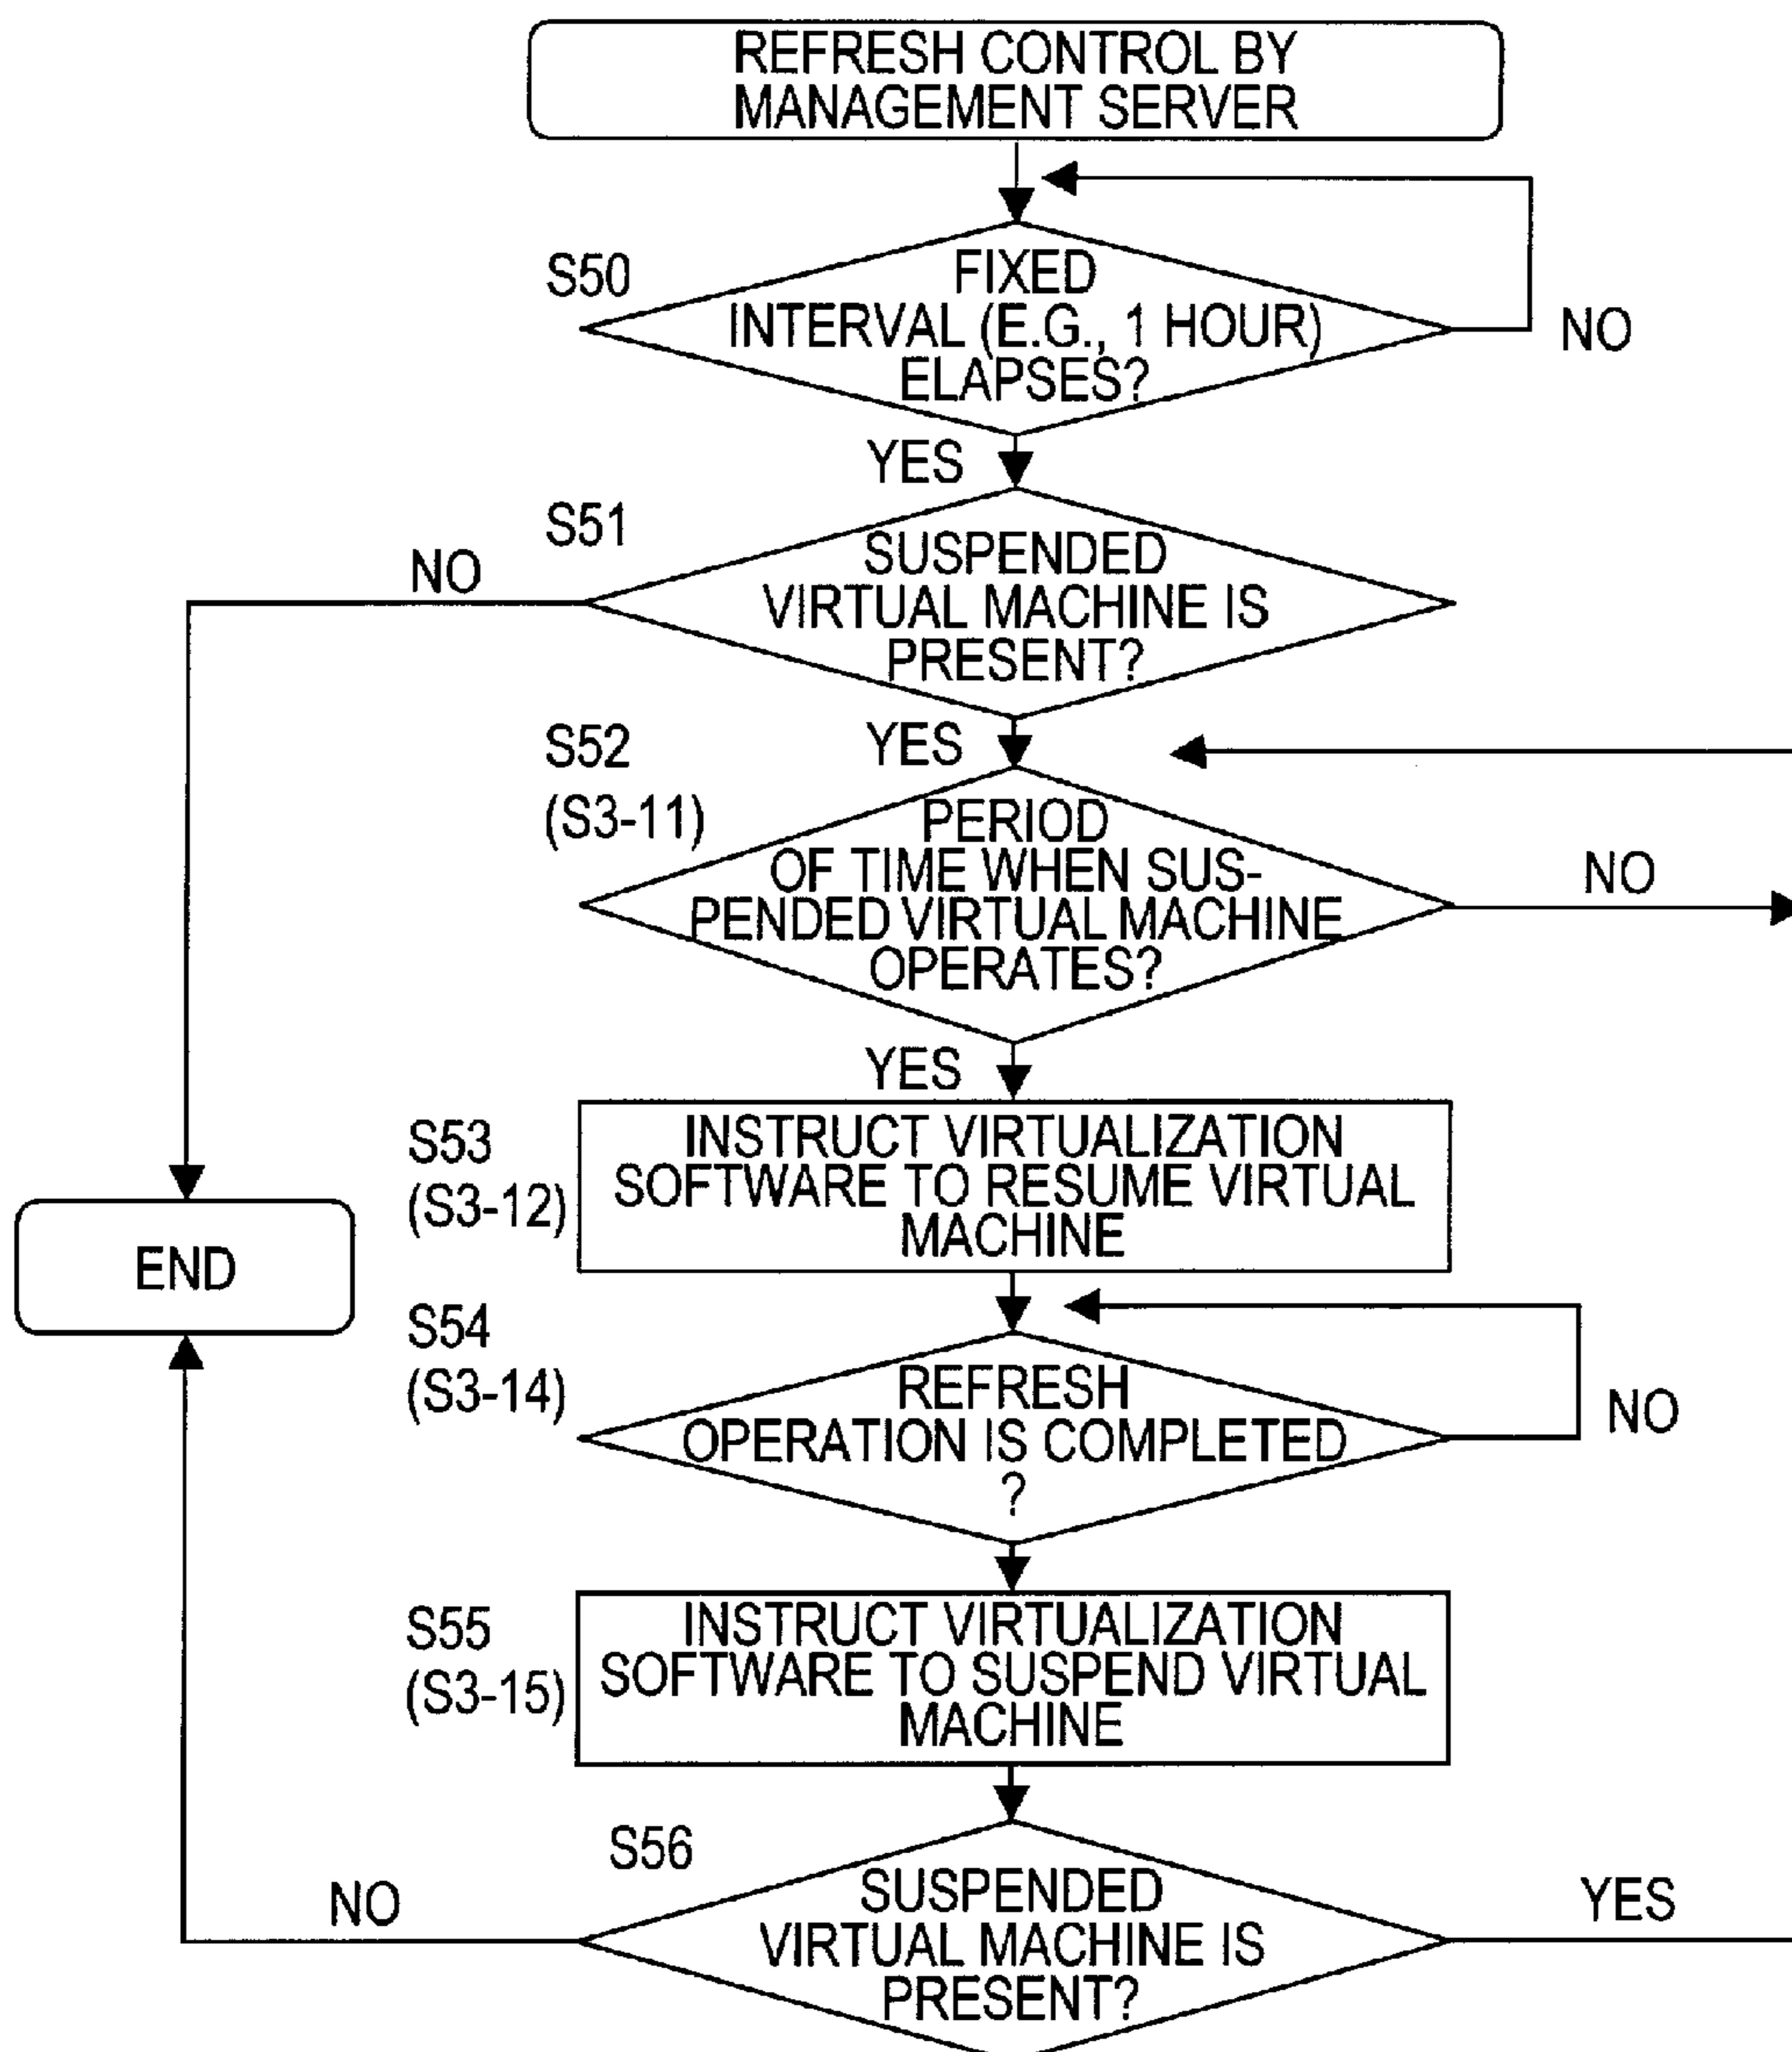 REFRESH CONTROL BY
MANAGEMENT SERVER
S50
FIXED
INTERVAL (E.G., 1 HOUR)
ELAPSES?
NO
YES
S51
SUSPENDED
VIRTUAL MACHINE IS
PRESENT?
NO
YES
S52
(S3-11)
PERIOD
OF TIME WHEN SUS-
PENDED VIRTUAL MACHINE
OPERATES?
NO
YES
S53
(S3-12)
INSTRUCT VIRTUALIZATION
SOFTWARE TO RESUME VIRTUAL
MACHINE
END
S54
(S3-14)
REFRESH
OPERATION IS COMPLETED
?
NO
S55
(S3-15)
INSTRUCT VIRTUALIZATION
SOFTWARE TO SUSPEND VIRTUAL
MACHINE
S56
SUSPENDED
VIRTUAL MACHINE IS
PRESENT?
NO
YES